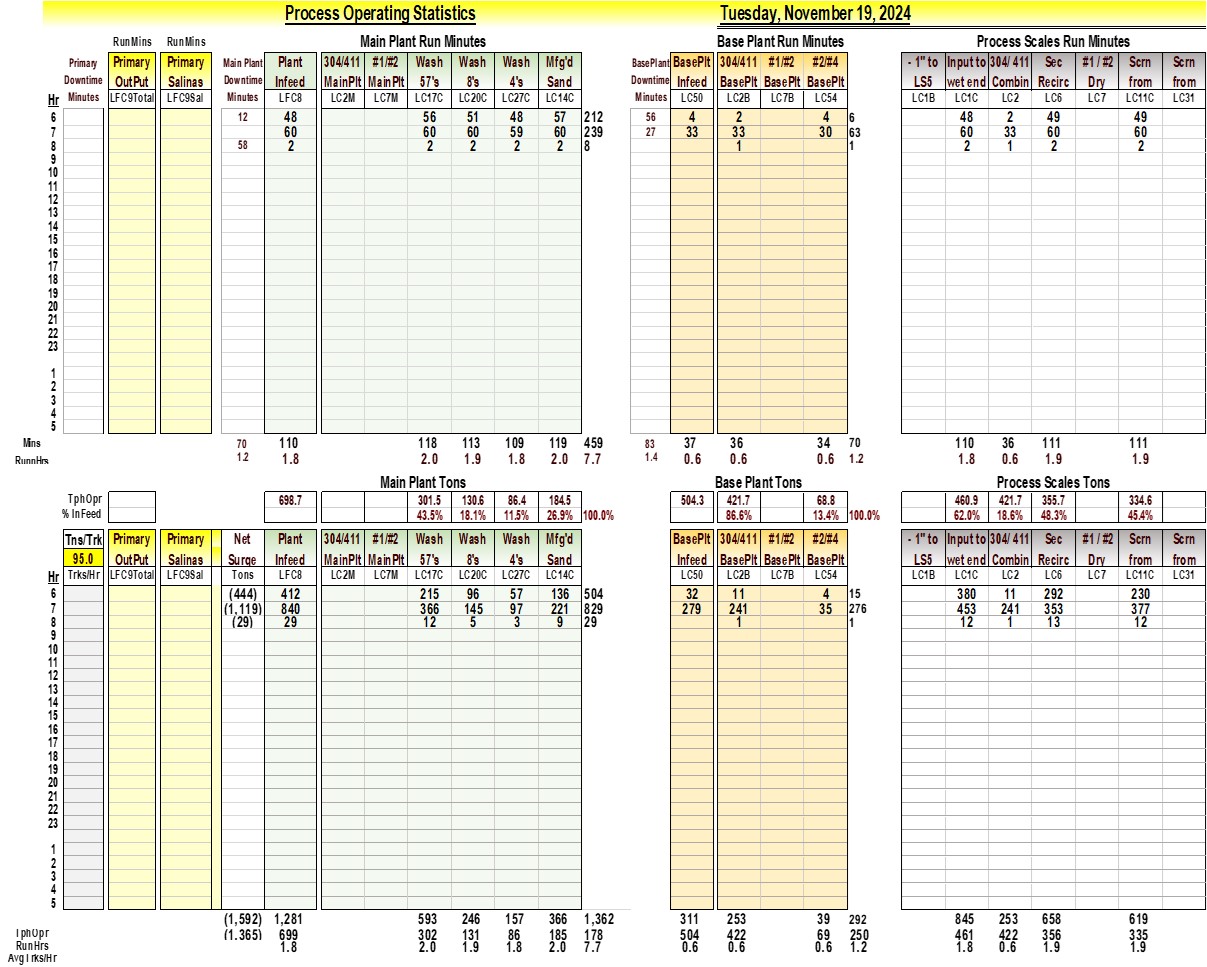 Process Operating Statistics Tuesday, November 19, 2024
RunMins RunMins Main Plant Run Minutes Base Plant Run Minutes Process Scales Run Minutes
Primary Primary Primary Main Plant Plant 304/411 #1/#2 Wash Wash Wash Mfg'd BasePlant BasePlt 304/411 #1/#2 #2/#4 - 1" to Input to 304/ 411 Sec #1 / #2 Scrn Scrn
Downtime OutPut Salinas Downtime Infeed MainPlt MainPlt 57's 8's 4's Sand Downtime Infeed BasePlt BasePlt BasePlt LS5 wet end Combin Recirc Dry from from
Hr Minutes LFC9Total LFC9Sal Minutes LFC8 LC2M LC7M LC17C LC20C LC27C LC14C Minutes LC50 LC2B LC7B LC54 LC1B LC1C LC2 LC6 LC7 LC11C LC31
6 12 48 56 51 48 57 212 56 4 2 4 6 48 2 49 49
7 60 60 60 59 60 239 27 33 33 30 63 60 33 60 60
8 58 2 2 2 2 2 8 1 1 2 1 2 2
9
10
11
12
13
14
15
16
17
18
19
20
21
22
23
1
2
3
4
5
Mins 70 110 118 113 109 119 459 83 37 36 34 70 110 36 111 111
RunnHrs 1.2 1.8 2.0 1.9 1.8 2.0 7.7 1.4 0.6 0.6 0.6 1.2 1.8 0.6 1.9 1.9
Main Plant Tons Base Plant Tons Process Scales Tons
TphOpr 698.7 301.5 130.6 86.4 184.5 504.3 421.7 68.8 460.9 421.7 355.7 334.6
% InFeed 43.5% 18.1% 11.5% 26.9% 100.0% 86.6% 13.4% 100.0% 62.0% 18.6% 48.3% 45.4%
Tns/Trk Primary Primary Net Plant 304/411 #1/#2 Wash Wash Wash Mfg'd BasePlt 304/411 #1/#2 #2/#4 - 1" to Input to 304/ 411 Sec #1 / #2 Scrn Scrn
95.0 OutPut Salinas Surge Infeed MainPlt MainPlt 57's 8's 4's Sand Infeed BasePlt BasePlt BasePlt LS5 wet end Combin Recirc Dry from from
Hr Trks/Hr LFC9Total LFC9Sal Tons LFC8 LC2M LC7M LC17C LC20C LC27C LC14C LC50 LC2B LC7B LC54 LC1B LC1C LC2 LC6 LC7 LC11C LC31
6 (444) 412 215 96 57 136 504 32 11 4 15 380 11 292 230
7 (1,119) 840 366 145 97 221 829 279 241 35 276 453 241 353 377
8 (29) 29 12 5 3 9 29 1 1 12 1 13 12
9
10
11
12
13
14
15
16
17
18
19
20
21
22
23
1
2
3
4
5
(1,592) 1,281 593 246 157 366 1,362 311 253 39 292 845 253 658 619
TphOpr (1.365) 699 302 131 86 185 178 504 422 69 250 461 422 356 335
RunHrs 1.8 2.0 1.9 1.8 2.0 7.7 0.6 0.6 0.6 1.2 1.8 0.6 1.9 1.9
AvgTrks/Hr